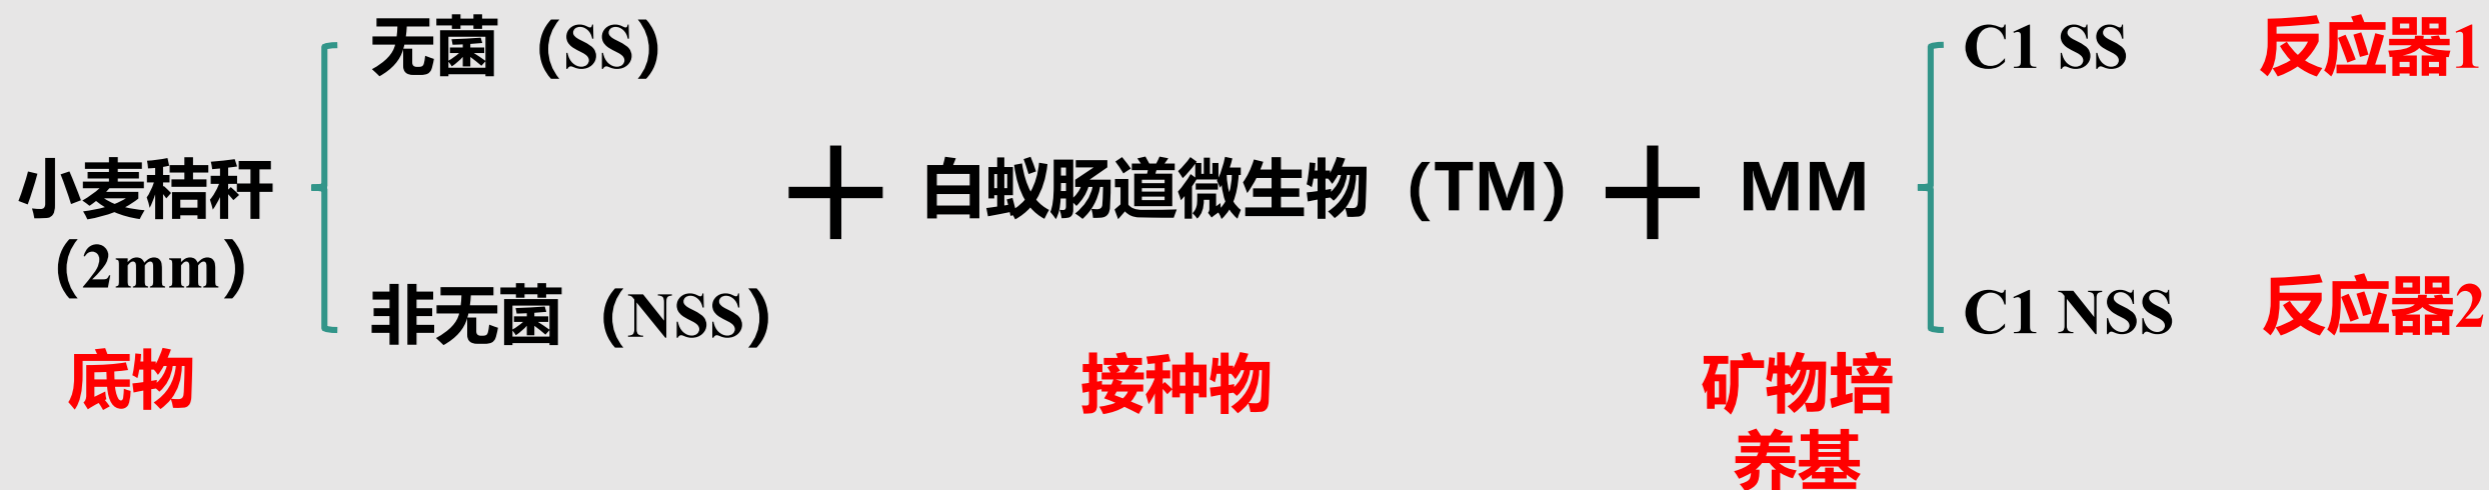 无菌（SS）
C1 SS
反应器1
小麦秸秆
（2mm）
白蚁肠道微生物（TM）
MM
非无菌（NSS）
C1 NSS
反应器2
底物
接种物
矿物培
养基